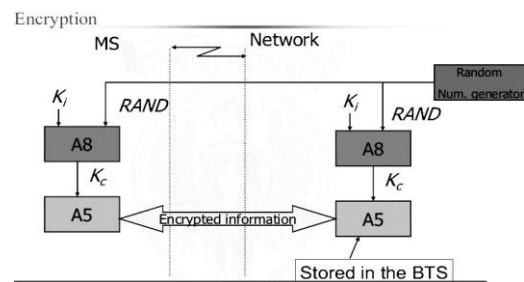 Encryption
MS
Network
Random
Num. generator
Ki
RAND
Ki
RAND
A8
A8
Kc
Kc
A5
Encrypted information
A5
Stored in the BTS